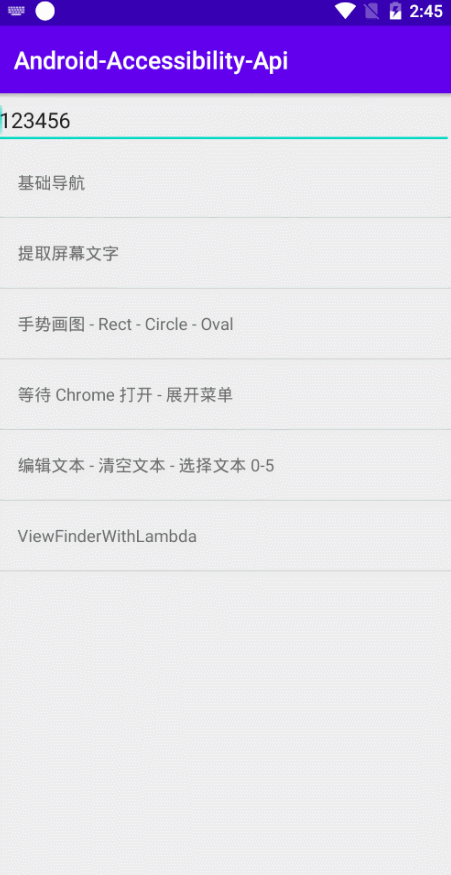 2:45
Android-Accessibility-Api
123456
基础导航
提取屏幕文字
手势画图 - Rect - Circle - Oval
等待 Chrome 打开 - 展开菜单
编辑文本 - 清空文本 - 选择文本 0-5
ViewFinderWithLambda